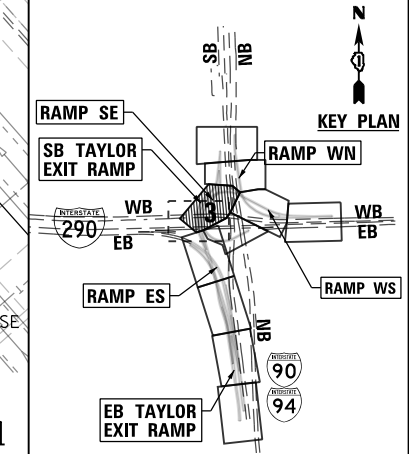 N
KEY PLAN
SB
NB
RAMP SE
SB TAYLOR
EXIT RAMP
RAMP WN
3
WB
EB
INTERSTATE
290
WB
EB
RAMP ES
RAMP WS
SE
NB
INTERSTATE
90
INTERSTATE
94
EB TAYLOR
EXIT RAMP
1